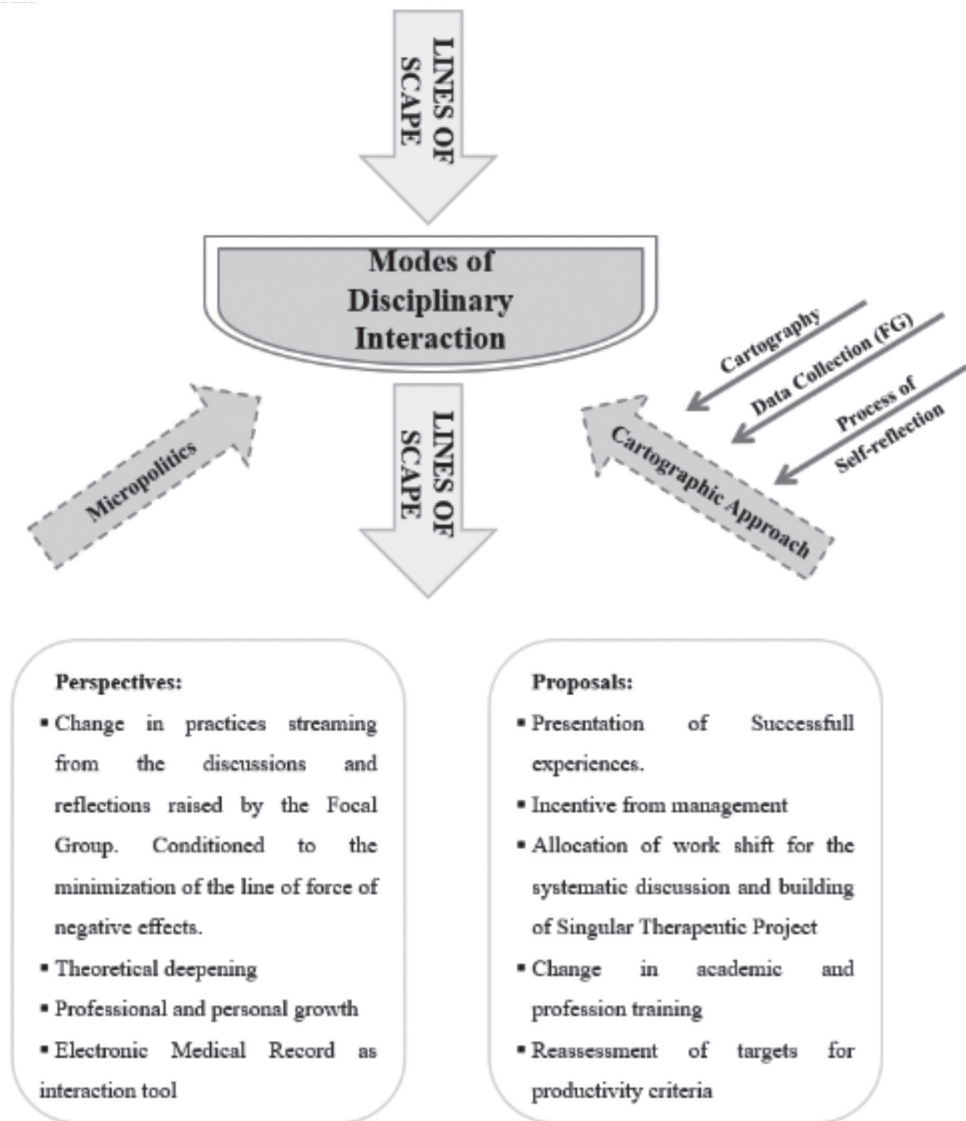 LINES OF
SCAPE
Modes of
Disciplinary
Interaction
Cartography
Data Collection (FG)
Process of
Self-reflection
Micropolitics
LINES OF
SCAPE
Cartographic Approach
Perspectives:
▪ Change in practices streaming
from the discussions and
reflections raised by the Focal
Group. Conditioned to the
minimization of the line of force of
negative effects.
▪ Theoretical deepening
▪ Professional and personal growth
▪ Electronic Medical Record as
interaction tool
Proposals:
▪ Presentation of Successfull
experiences.
▪ Incentive from management
▪ Allocation of work shift for the
systematic discussion and building
of Singular Therapeutic Project
▪ Change in academic and
profession training
▪ Reassessment of targets for
productivity criteria